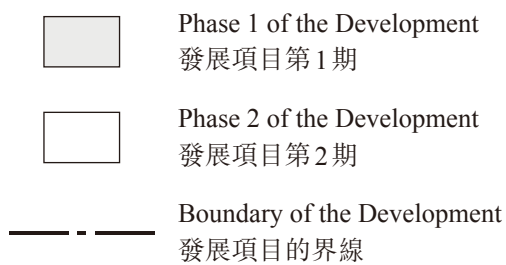 Phase 1 of the Development
發展項目第1期
Phase 2 of the Development
發展項目第2期
Boundary of the Development
發展項目的界線